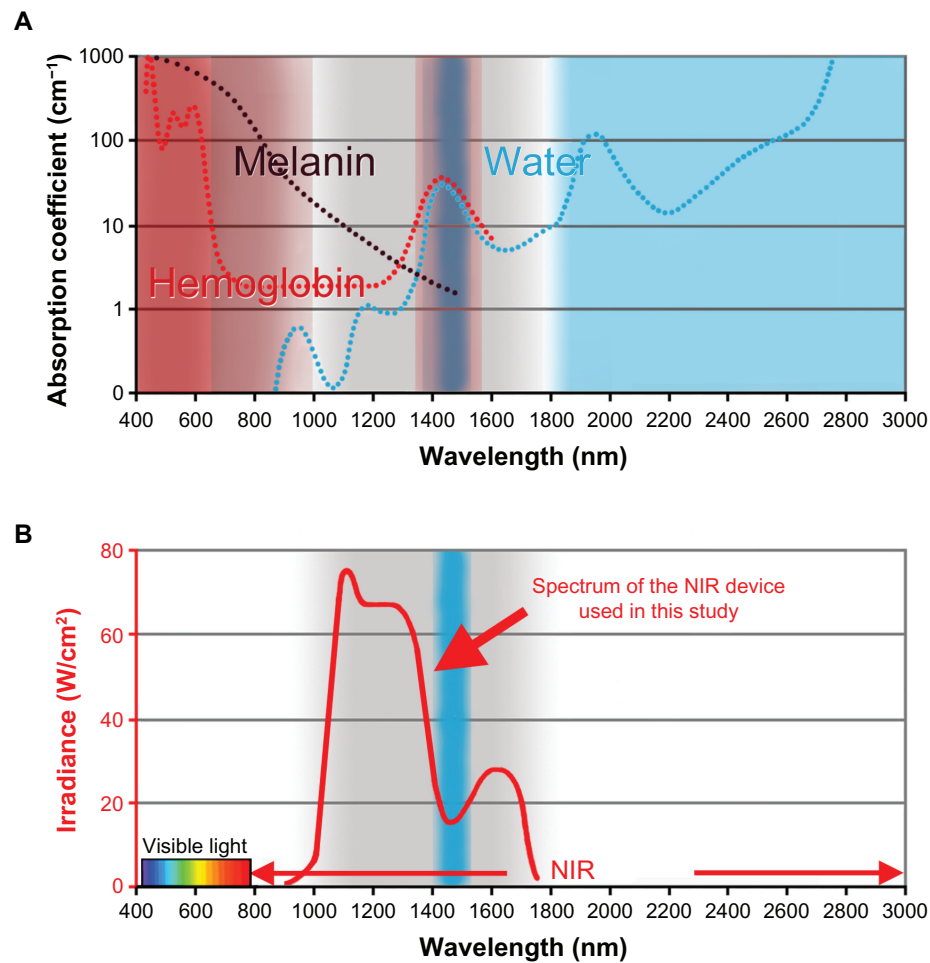 A
Absorption coefficient (cm⁻¹)
1000
100
10
1
0
Melanin
Water
Hemoglobin
400 600 800 1000 1200 1400 1600 1800 2000 2200 2400 2600 2800 3000
Wavelength (nm)
B
Irradiance (W/cm²)
80
60
40
20
0
Spectrum of the NIR device
used in this study
Visible light
NIR
400 600 800 1000 1200 1400 1600 1800 2000 2200 2400 2600 2800 3000
Wavelength (nm)